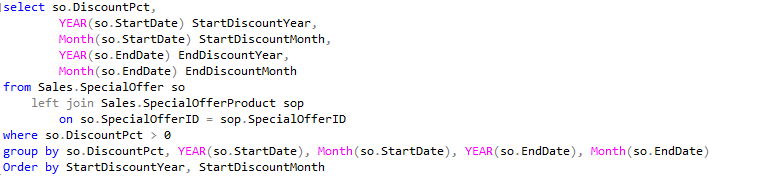 select so.DiscountPct,
YEAR(so.StartDate) StartDiscountYear,
Month(so.StartDate) StartDiscountMonth,
YEAR(so.EndDate) EndDiscountYear,
Month(so.EndDate) EndDiscountMonth
from Sales.SpecialOffer so
left join Sales.SpecialOfferProduct sop
on so.SpecialOfferID = sop.SpecialOfferID
where so.DiscountPct > 0
group by so.DiscountPct, YEAR(so.StartDate), Month(so.StartDate), YEAR(so.EndDate), Month(so.EndDate)
Order by StartDiscountYear, StartDiscountMonth